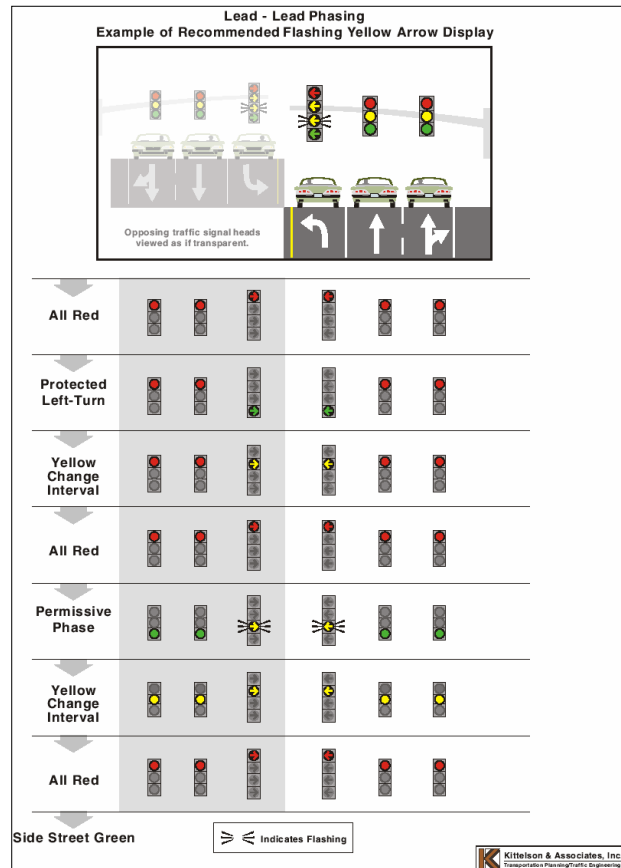 Lead - Lead Phasing
Example of Recommended Flashing Yellow Arrow Display
Opposing traffic signal heads
viewed as if transparent.
All Red
Protected
Left-Turn
Yellow
Change
Interval
All Red
Permissive
Phase
Yellow
Change
Interval
All Red
Side Street Green
Indicates Flashing
Kittelson & Associates, Inc
Transportation Planning/Traffic Engineering